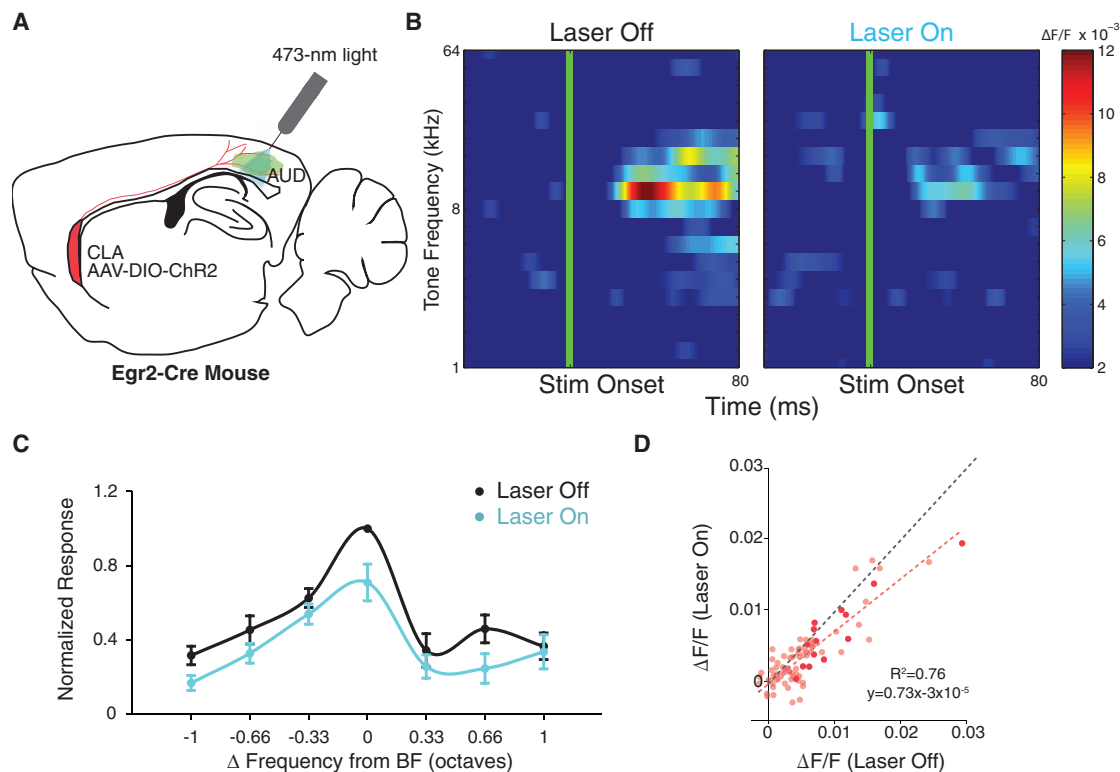 A
473-nm light
AUD
CLA
AAV-DIO-ChR2
Egr2-Cre Mouse
B
Laser Off
Laser On
ΔF/F x 10⁻³
Tone Frequency (kHz)
64
8
1
Stim Onset
80
Stim Onset
80
Time (ms)
12
10
8
6
4
2
C
Normalized Response
1.2
0.8
0.4
0
Laser Off
Laser On
-1
-0.66
-0.33
0
0.33
0.66
1
Δ Frequency from BF (octaves)
D
ΔF/F (Laser On)
0.03
0.02
0.01
0
R²=0.76
y=0.73x-3x10⁻⁵
0
0.01
0.02
0.03
ΔF/F (Laser Off)